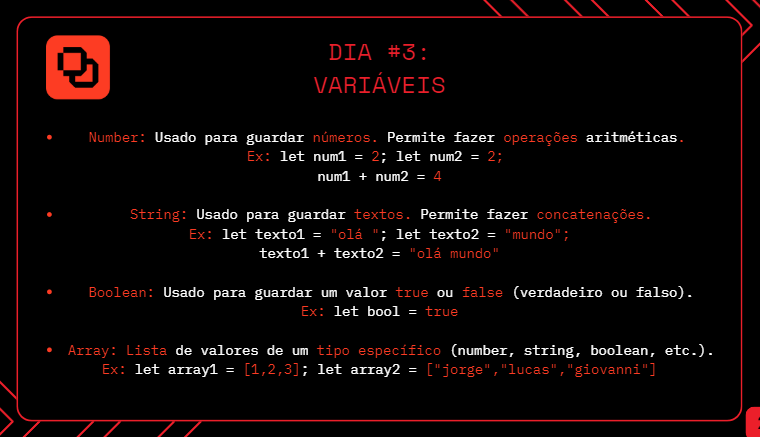 DIA #3:
VARIÁVEIS
• Number: Usado para guardar números. Permite fazer operações aritméticas.
Ex: let num1 = 2; let num2 = 2;
num1 + num2 = 4
• String: Usado para guardar textos. Permite fazer concatenações.
Ex: let texto1 = "olá "; let texto2 = "mundo";
texto1 + texto2 = "olá mundo"
• Boolean: Usado para guardar um valor true ou false (verdadeiro ou falso).
Ex: let bool = true
• Array: Lista de valores de um tipo específico (number, string, boolean, etc.).
Ex: let array1 = [1,2,3]; let array2 = ["jorge","lucas","giovanni"]